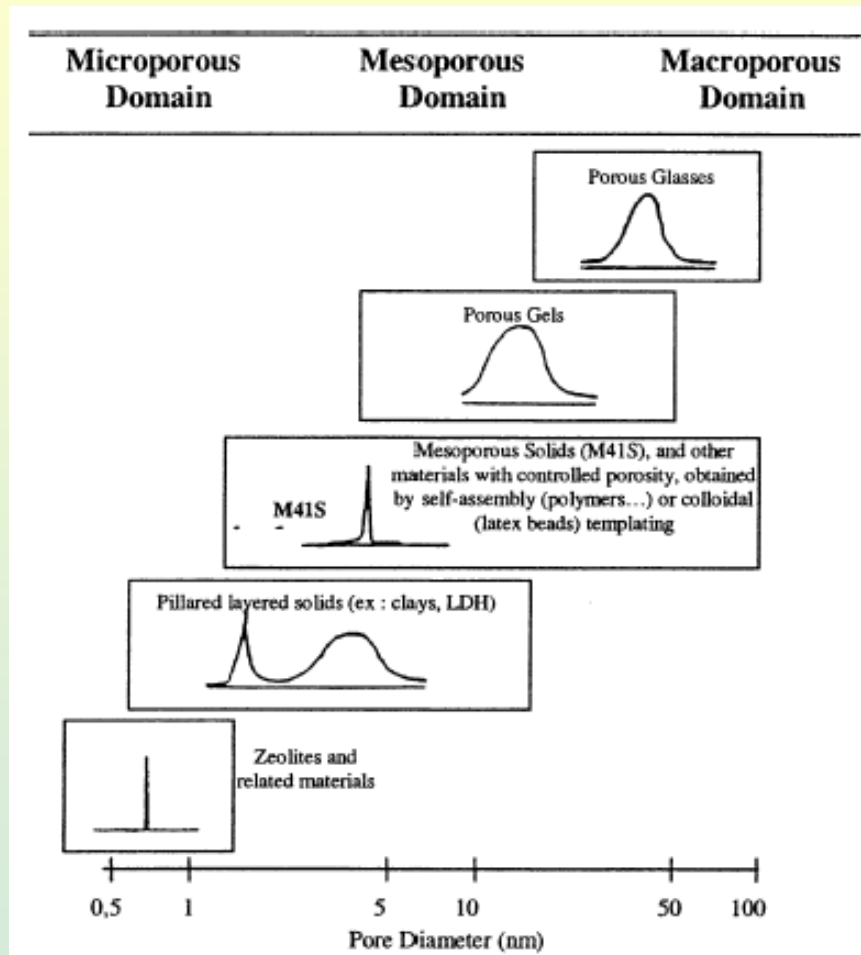 Microporous Domain
Mesoporous Domain
Macroporous Domain
Porous Glasses
Porous Gels
Mesoporous Solids (M41S), and other
materials with controlled porosity, obtained
by self-assembly (polymers...) or colloidal
(latex beads) templating
M41S
Pillared layered solids (ex : clays, LDH)
Zeolites and
related materials
0,5 1 5 10 50 100
Pore Diameter (nm)